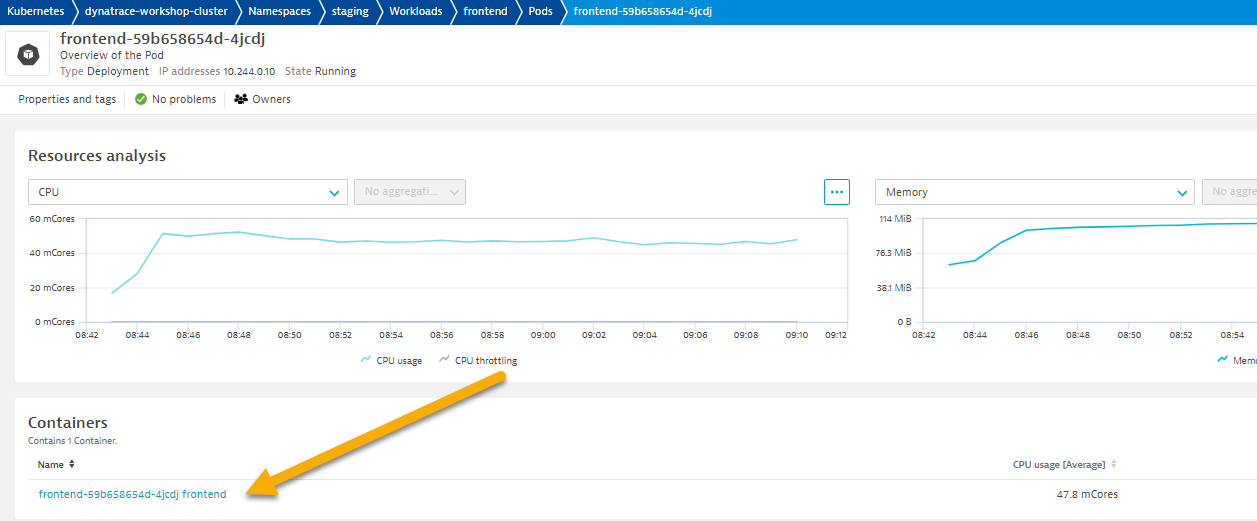 Kubernetes dynatrace-workshop-cluster Namespaces staging Workloads frontend Pods frontend-59b658654d-4jcdj
frontend-59b658654d-4jcdj
Overview of the Pod
Type Deployment IP addresses 10.244.0.10 State Running
Properties and tags No problems Owners
Resources analysis
CPU No aggregati... ... Memory No aggre
60 mCores
40 mCores
20 mCores
0 mCores
08:42 08:44 08:46 08:48 08:50 08:52 08:54 08:56 08:58 09:00 09:02 09:04 09:06 09:08 09:10 09:12
CPU usage CPU throttling
114 MiB
76.3 MiB
38.1 MiB
0 B
08:42 08:44 08:46 08:48 08:50 08:52 08:54
Memo
Containers
Contains 1 Container.
Name CPU usage [Average]
frontend-59b658654d-4jcdj frontend 47.8 mCores